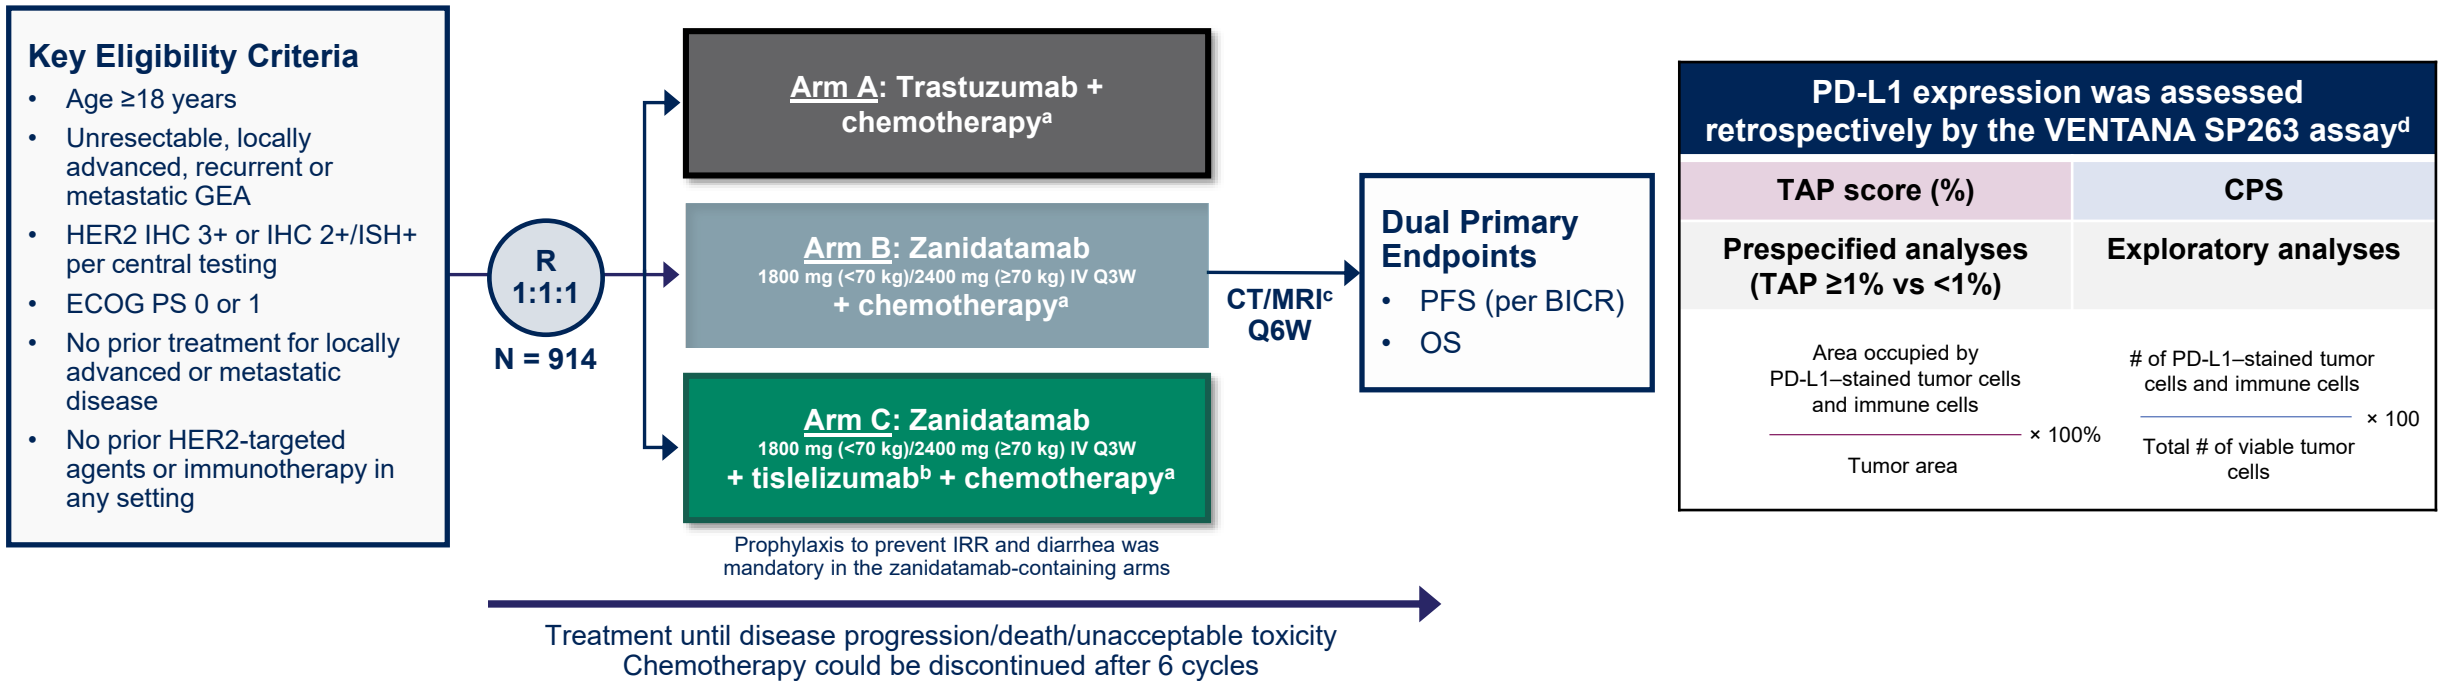 Key Eligibility Criteria
• Age ≥18 years
• Unresectable, locally
advanced, recurrent or
metastatic GEA
• HER2 IHC 3+ or IHC 2+/ISH+
per central testing
• ECOG PS 0 or 1
• No prior treatment for locally
advanced or metastatic
disease
• No prior HER2-targeted
agents or immunotherapy in
any setting
R
1:1:1
N = 914
Arm A: Trastuzumab +
chemotherapyᵃ
Arm B: Zanidatamab
1800 mg (<70 kg)/2400 mg (≥70 kg) IV Q3W
+ chemotherapyᵃ
Arm C: Zanidatamab
1800 mg (<70 kg)/2400 mg (≥70 kg) IV Q3W
+ tislelizumabᵇ + chemotherapyᵃ
Prophylaxis to prevent IRR and diarrhea was
mandatory in the zanidatamab-containing arms
Treatment until disease progression/death/unacceptable toxicity
Chemotherapy could be discontinued after 6 cycles
CT/MRIᶜ
Q6W
Dual Primary
Endpoints
• PFS (per BICR)
• OS
PD-L1 expression was assessed
retrospectively by the VENTANA SP263 assayᵈ
TAP score (%)
Prespecified analyses
(TAP ≥1% vs <1%)
Area occupied by
PD-L1–stained tumor cells
and immune cells
× 100%
Tumor area
CPS
Exploratory analyses
# of PD-L1–stained tumor
cells and immune cells
× 100
Total # of viable tumor
cells